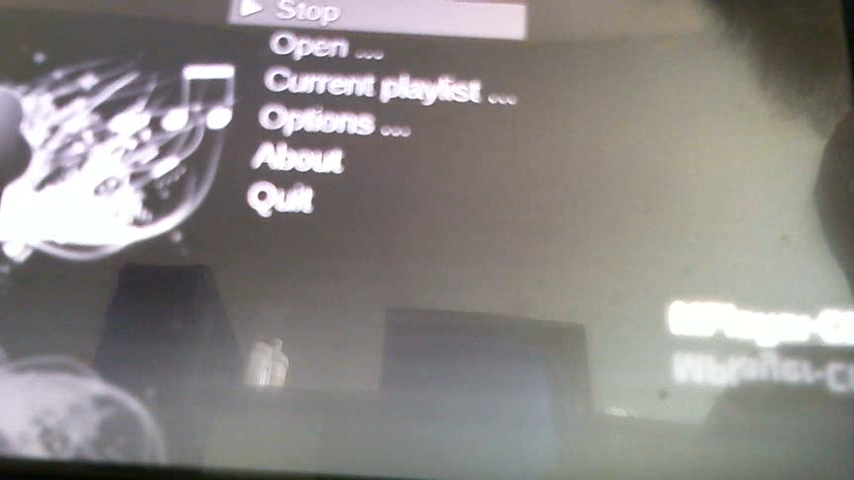 Stop
Open ...
Current playlist ...
Options ...
About
Quit